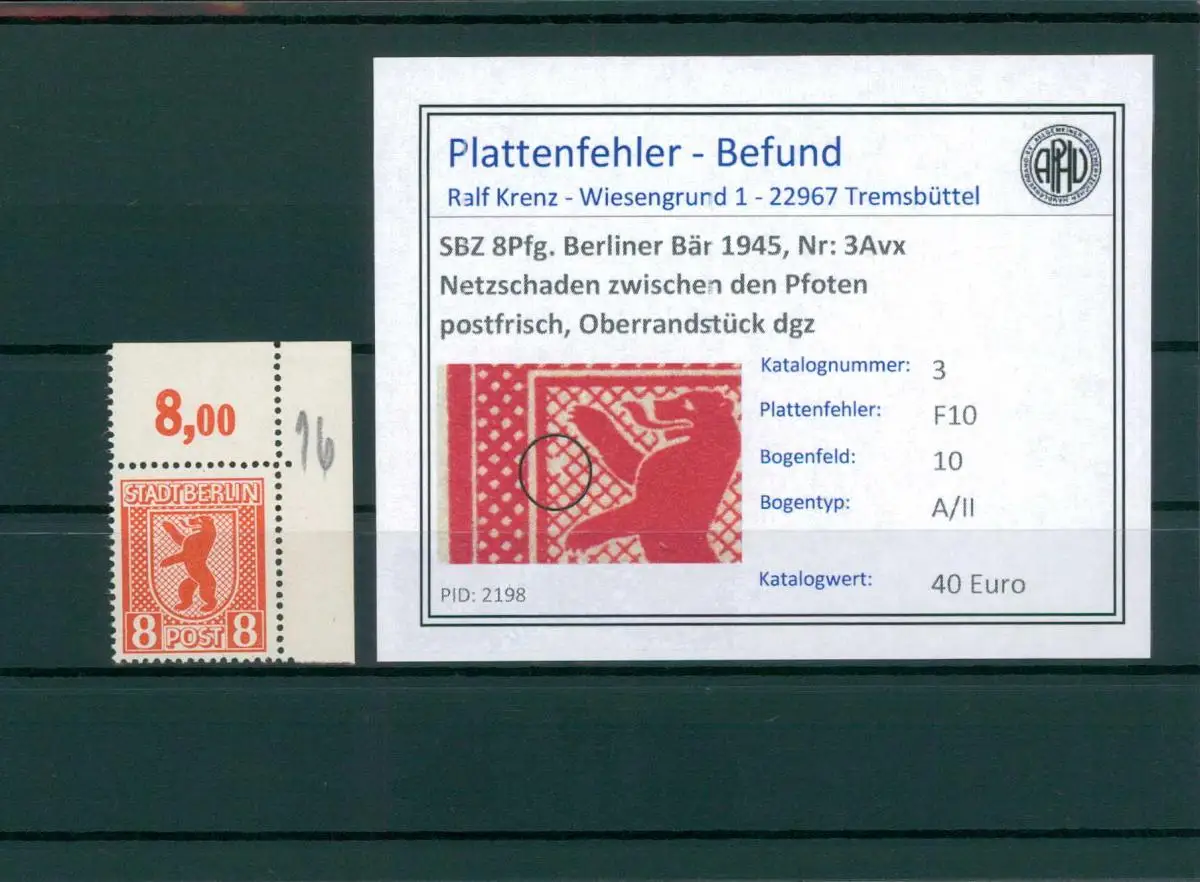 8,00
16
STADT BERLIN
8 POST 8
Plattenfehler - Befund
Ralf Krenz - Wiesengrund 1 - 22967 Tremsbüttel
APHV
SBZ 8Pfg. Berliner Bär 1945, Nr: 3Avx
Netzschaden zwischen den Pfoten
postfrisch, Oberrandstück dgz
Katalognummer: 3
Plattenfehler: F10
Bogenfeld: 10
Bogentyp: A/II
Katalogwert: 40 Euro
PID: 2198